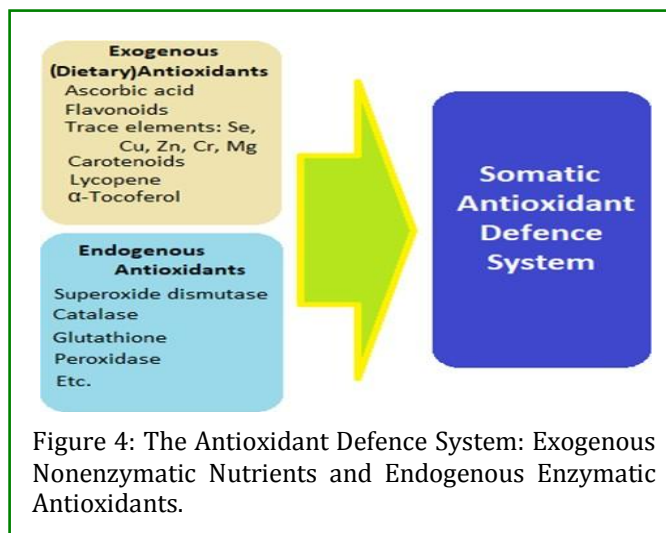 Exogenous
(Dietary)Antioxidants
Ascorbic acid
Flavonoids
Trace elements: Se,
Cu, Zn, Cr, Mg
Carotenoids
Lycopene
α-Tocoferol
Endogenous
Antioxidants
Superoxide dismutase
Catalase
Glutathione
Peroxidase
Etc.
Somatic
Antioxidant
Defence
System
Figure 4: The Antioxidant Defence System: Exogenous
Nonenzymatic Nutrients and Endogenous Enzymatic
Antioxidants.